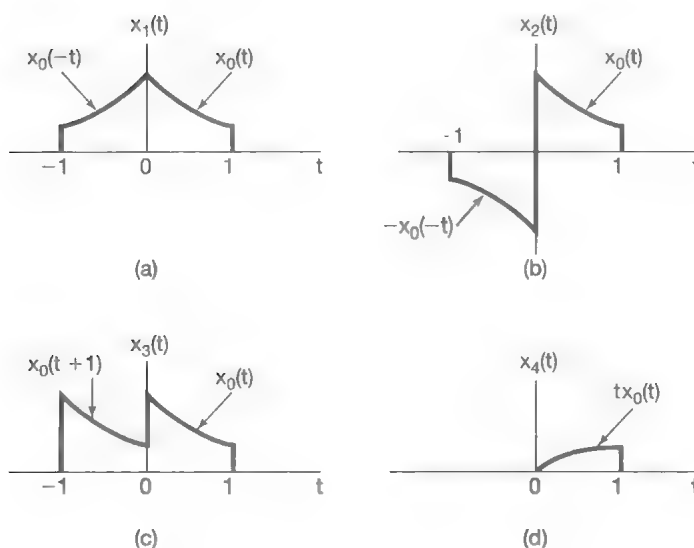 x₁(t)
x₀(−t)
x₀(t)
−1
0
1
t
(a)
x₂(t)
x₀(t)
-1
1
t
−x₀(−t)
(b)
x₃(t)
x₀(t + 1)
x₀(t)
−1
0
1
t
(c)
x₄(t)
tx₀(t)
0
1
t
(d)